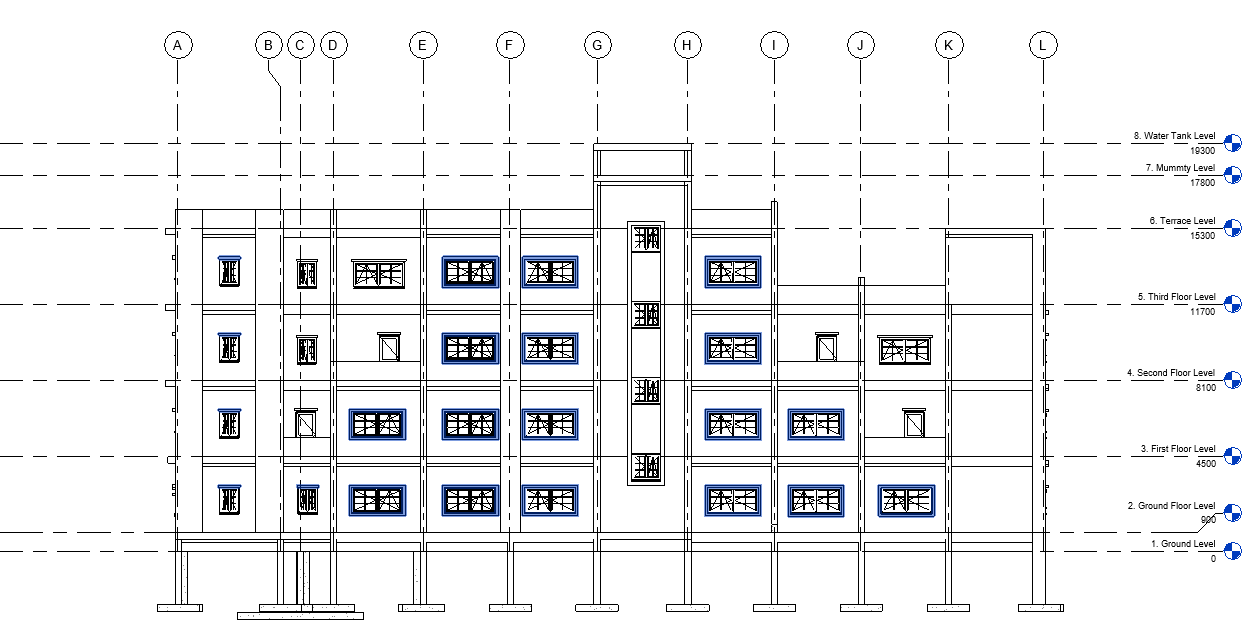 A B C D E F G H I J K L
8. Water Tank Level
19300
7. Mummty Level
17800
6. Terrace Level
15300
5. Third Floor Level
11700
4. Second Floor Level
8100
3. First Floor Level
4500
2. Ground Floor Level
900
1. Ground Level
0